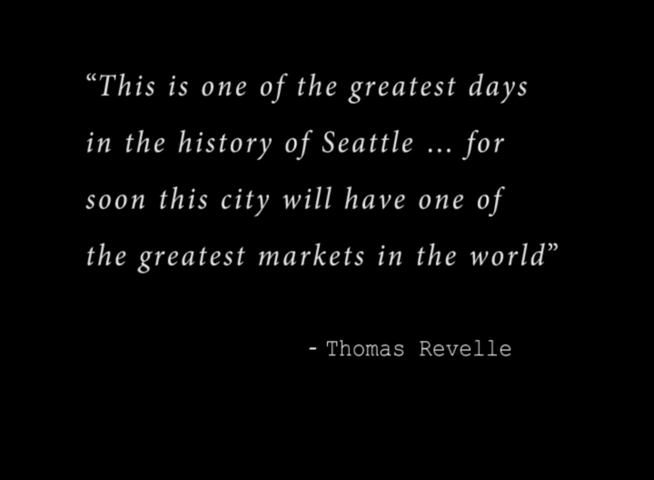 “This is one of the greatest days
in the history of Seattle ... for
soon this city will have one of
the greatest markets in the world”
- Thomas Revelle